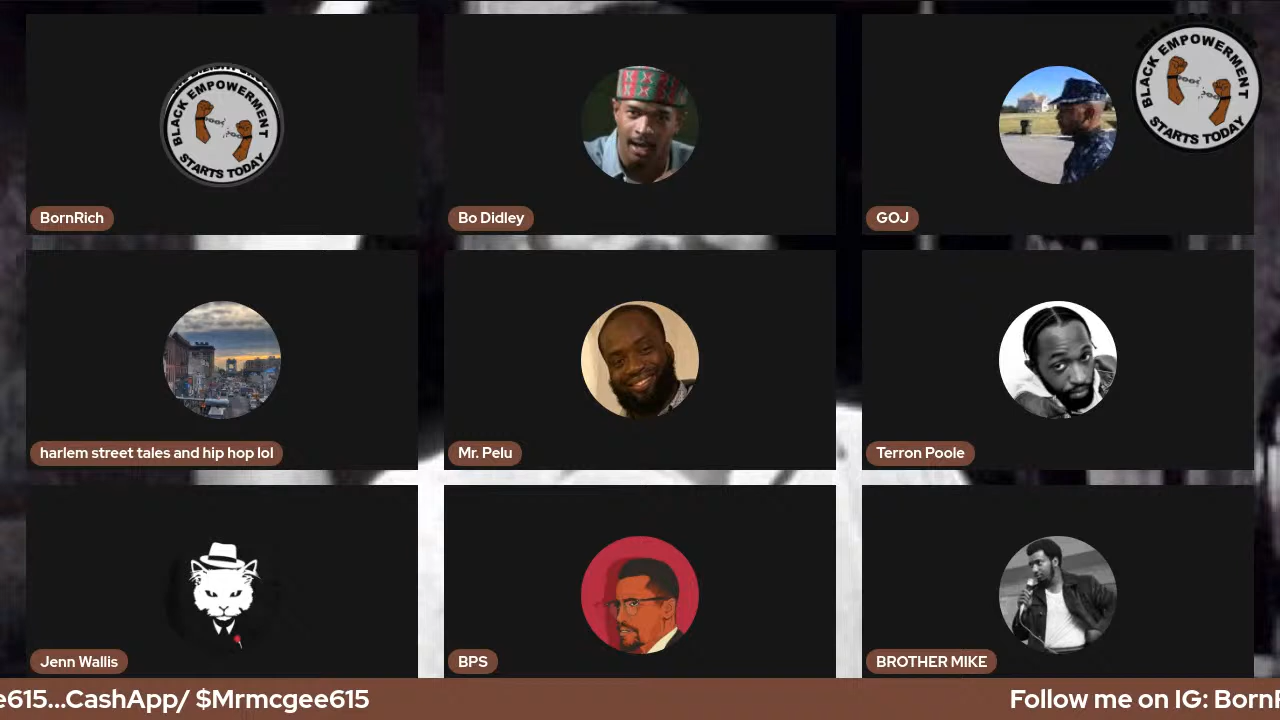 BLACK EMPOWERMENT
STARTS TODAY
BLACK EMPOWERMENT
STARTS TODAY
BornRich
Bo Didley
GOJ
harlem street tales and hip hop lol
Mr. Pelu
Terron Poole
Jenn Wallis
BPS
BROTHER MIKE
e615...CashApp/ $Mrmcgee615
Follow me on IG: Born